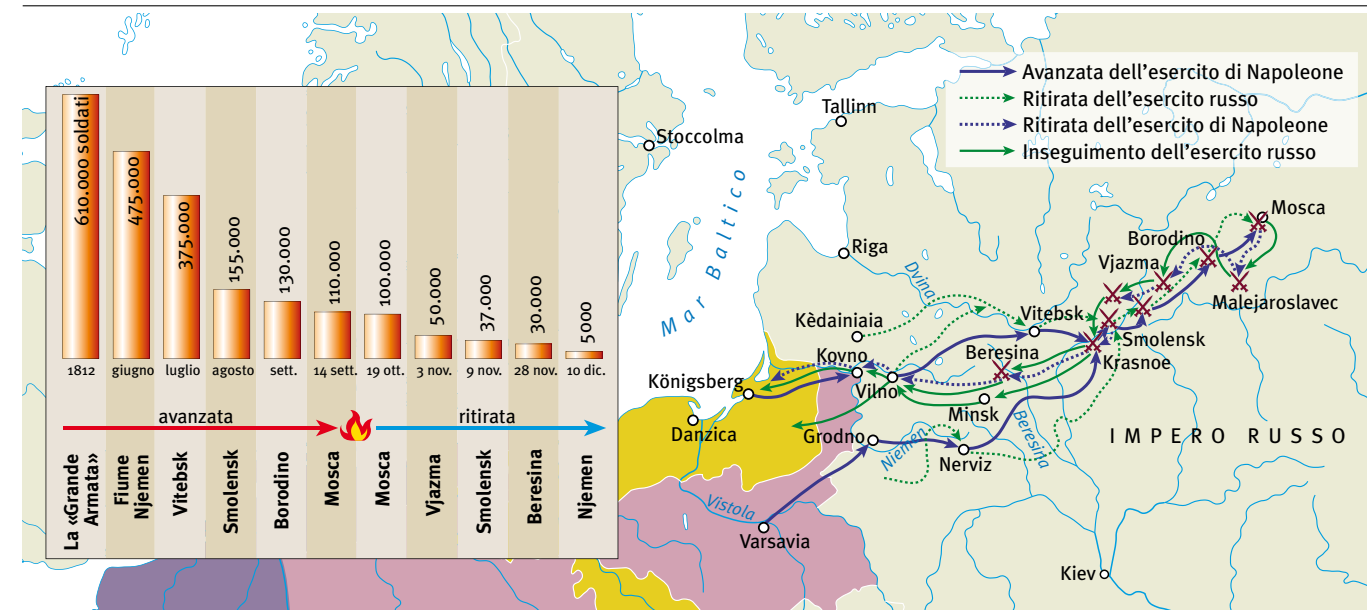 610.000 soldati
475.000
375.000
155.000
130.000
110.000
100.000
50.000
37.000
30.000
5000
1812
giugno
luglio
agosto
sett.
14 sett.
19 ott.
3 nov.
9 nov.
28 nov.
10 dic.
avanzata
ritirata
La «Grande
Armata»
Fiume
Njemen
Vitebsk
Smolensk
Borodino
Mosca
Mosca
Vjazma
Smolensk
Beresina
Njemen
Avanzata dell'esercito di Napoleone
Ritirata dell'esercito russo
Ritirata dell'esercito di Napoleone
Inseguimento dell'esercito russo
Tallinn
Stoccolma
Mar Baltico
Riga
Dvina
Mosca
Borodino
Vjazma
Malejaroslavec
Kèdainiaia
Vitebsk
Smolensk
Kovno
Beresina
Krasnoe
Königsberg
Vilno
Minsk
Danzica
Grodno
Niemen
Nerviz
Beresina
IMPERO RUSSO
Vistola
Varsavia
Kiev